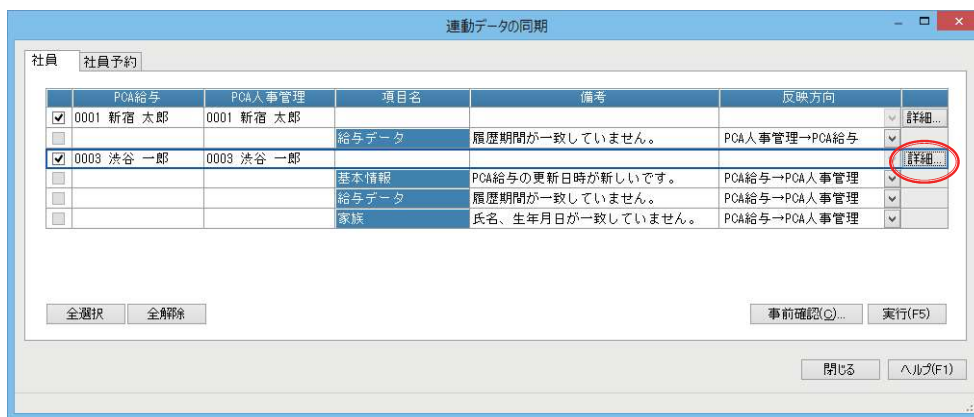 連動データの同期
社員 社員予約
PCA給与 PCA人事管理 項目名 備考 反映方向
0001 新宿 太郎 0001 新宿 太郎 詳細...
給与データ 履歴期間が一致していません。 PCA人事管理→PCA給与
0003 渋谷 一郎 0003 渋谷 一郎 詳細...
基本情報 PCA給与の更新日時が新しいです。 PCA給与→PCA人事管理
給与データ 履歴期間が一致していません。 PCA給与→PCA人事管理
家族 氏名、生年月日が一致していません。 PCA給与→PCA人事管理
全選択 全解除 事前確認(C)... 実行(F5)
閉じる ヘルプ(F1)